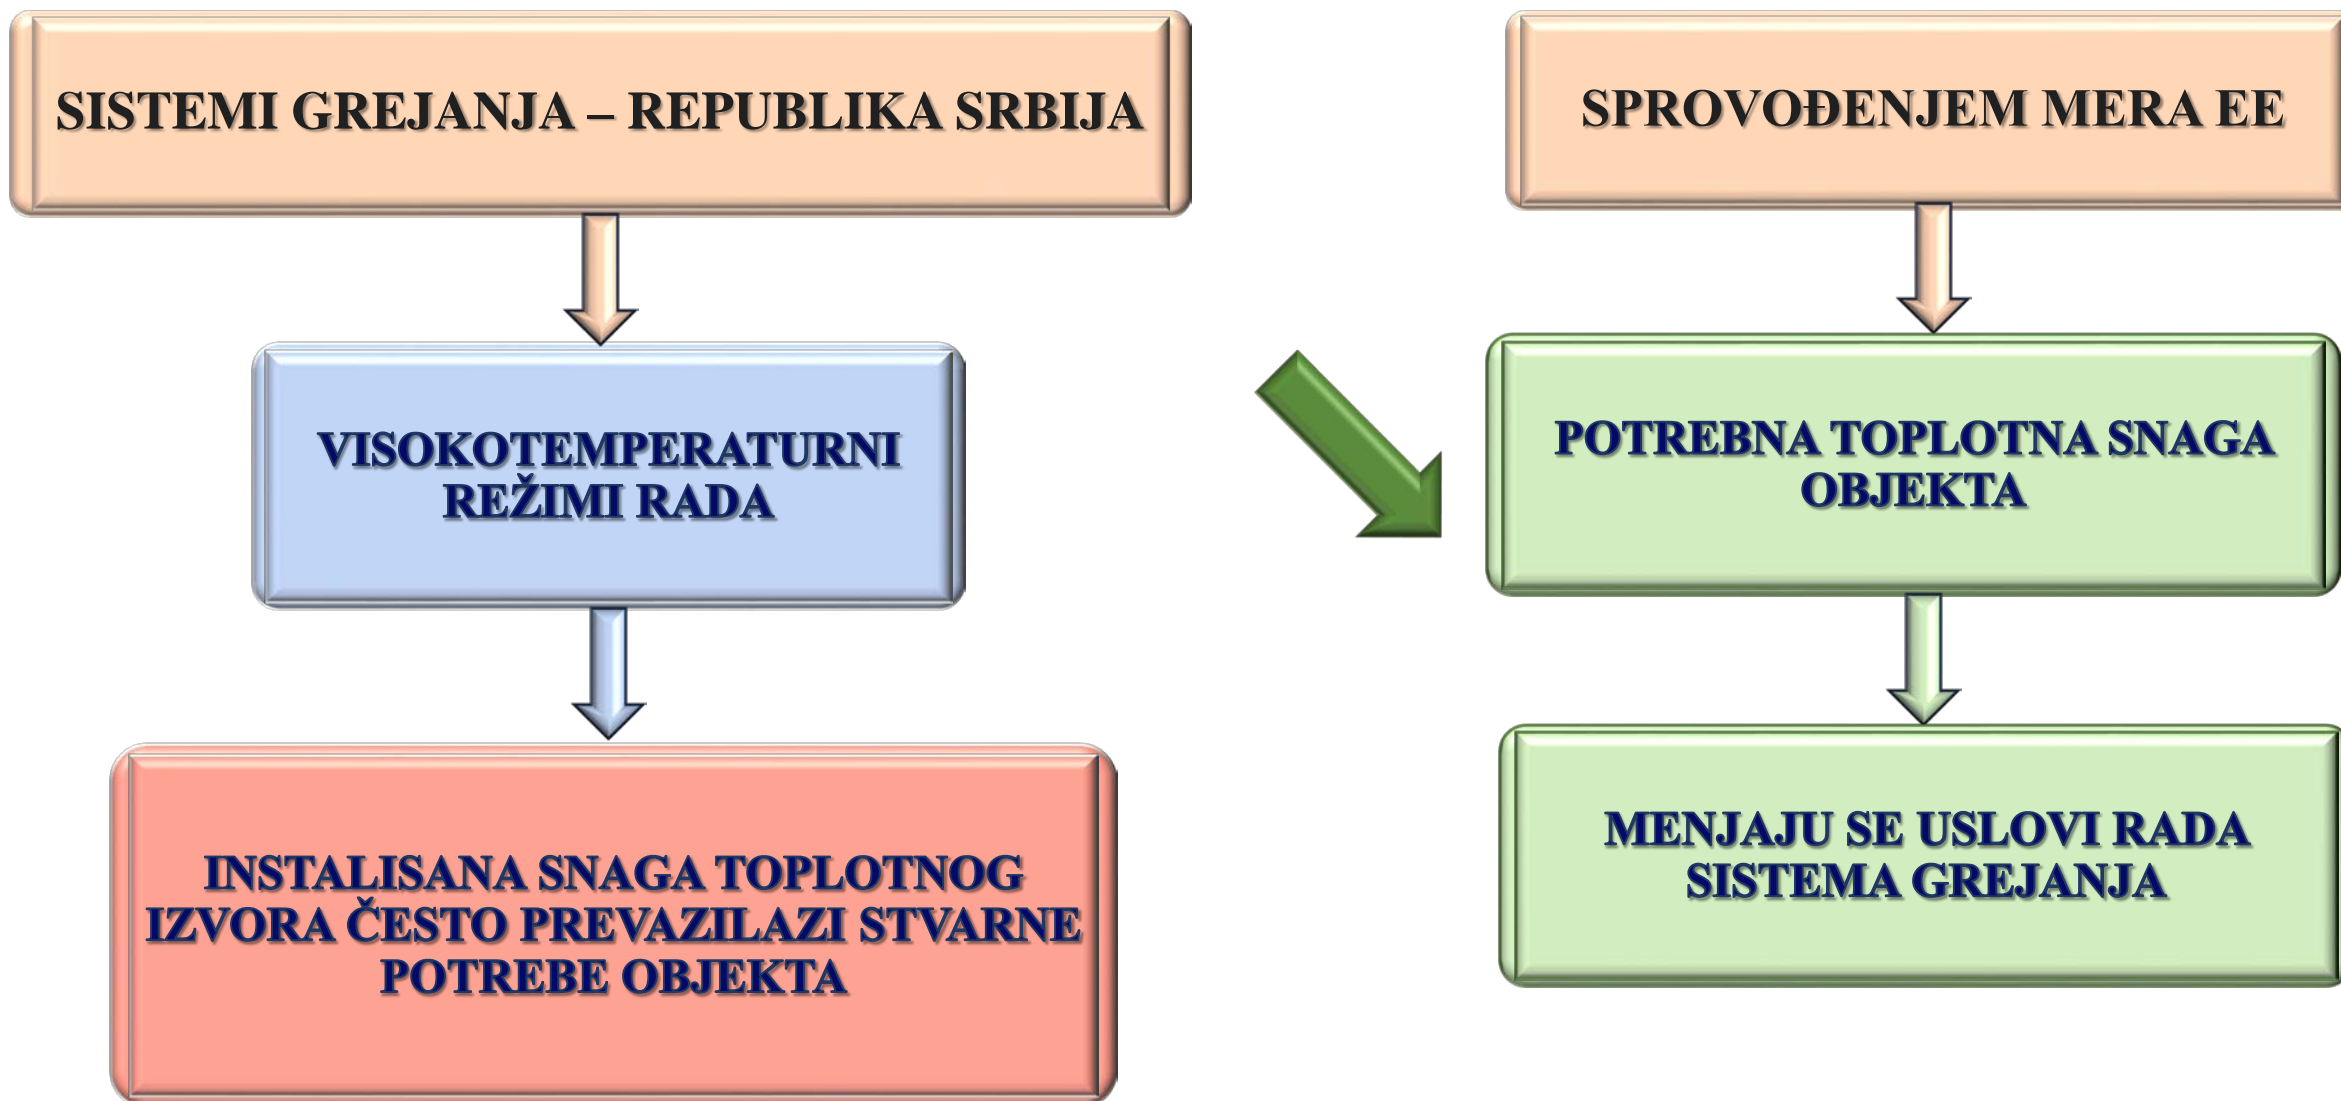 SISTEMI GREJANJA – REPUBLIKA SRBIJA
VISOKOTEMPERATURNI
REŽIMI RADA
INSTALISANA SNAGA TOPLOTNOG
IZVORA ČESTO PREVAZILAZI STVARNE
POTREBE OBJEKTA
SPROVOĐENJEM MERA EE
POTREBNA TOPLOTNA SNAGA
OBJEKTA
MENJAJU SE USLOVI RADA
SISTEMA GREJANJA